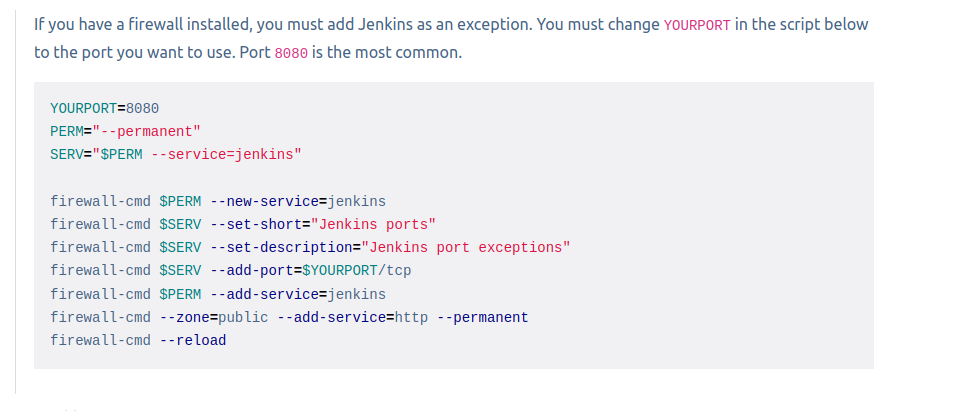 If you have a firewall installed, you must add Jenkins as an exception. You must change YOURPORT in the script below
to the port you want to use. Port 8080 is the most common.
YOURPORT=8080
PERM="--permanent"
SERV="$PERM --service=jenkins"
firewall-cmd $PERM --new-service=jenkins
firewall-cmd $SERV --set-short="Jenkins ports"
firewall-cmd $SERV --set-description="Jenkins port exceptions"
firewall-cmd $SERV --add-port=$YOURPORT/tcp
firewall-cmd $PERM --add-service=jenkins
firewall-cmd --zone=public --add-service=http --permanent
firewall-cmd --reload